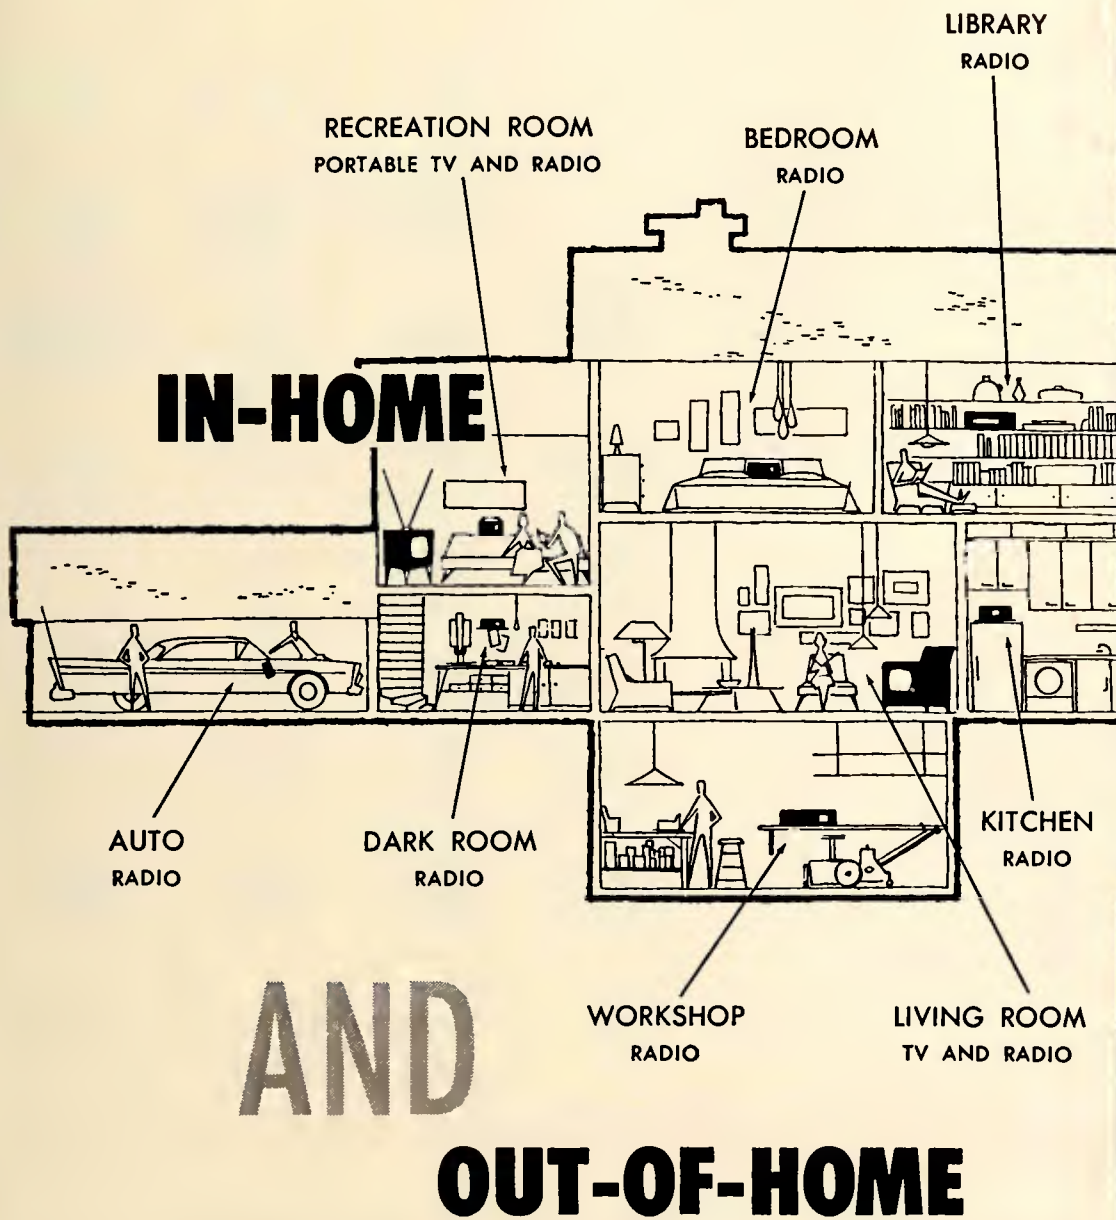 LIBRARY
RADIO
RECREATION ROOM
PORTABLE TV AND RADIO
BEDROOM
RADIO
IN-HOME
AUTO
RADIO
DARK ROOM
RADIO
KITCHEN
RADIO
WORKSHOP
RADIO
LIVING ROOM
TV AND RADIO
AND
OUT-OF-HOME